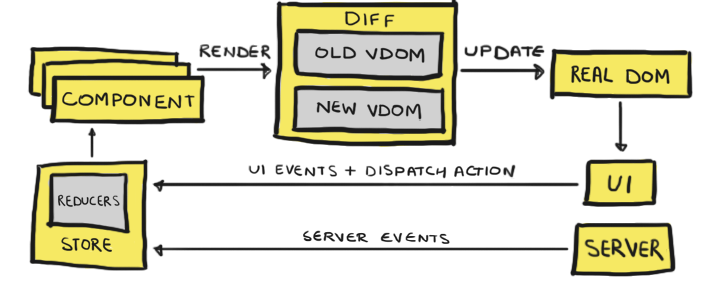 DIFF
OLD VDOM
NEW VDOM
RENDER
UPDATE
COMPONENT
REAL DOM
UI EVENTS + DISPATCH ACTION
UI
REDUCERS
STORE
SERVER EVENTS
SERVER